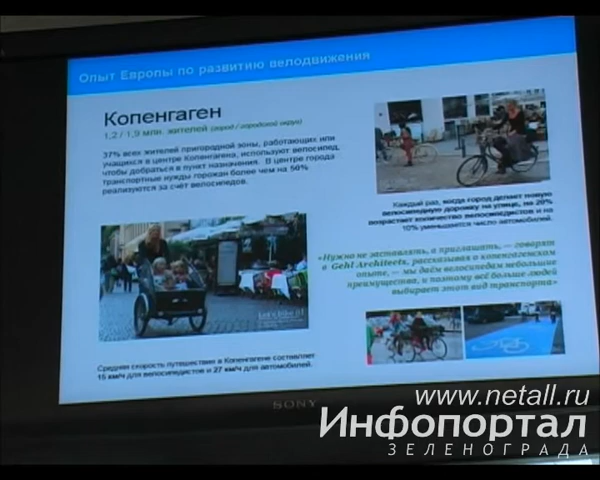 Опыт Европы по развитию велодвижения
Копенгаген
1,2 / 1,9 млн. жителей (город / городской округ)
37% всех жителей пригородной зоны, работающих или
учащихся в центре Копенгагена, используют велосипед,
чтобы добраться в пункт назначения. В центре города
транспортные нужды горожан более чем на 50%
реализуются за счёт велосипедов.
Средняя скорость путешествия в Копенгагене составляет
15 км/ч для велосипедистов и 27 км/ч для автомобилей.
Каждый раз, когда город делает новую
велосипедную дорожку на улице, на 20%
возрастает количество велосипедистов и на
10% уменьшается число автомобилей.
«Нужно не заставлять, а приглашать, — говорят
в Gehl Architects, рассказывая о копенгагенском
опыте, — мы даём велосипедам небольшие
преимущества, и поэтому всё больше людей
выбирает этот вид транспорта»
SONY
www.netall.ru
Инфопортал
ЗЕЛЕНОГРАДА